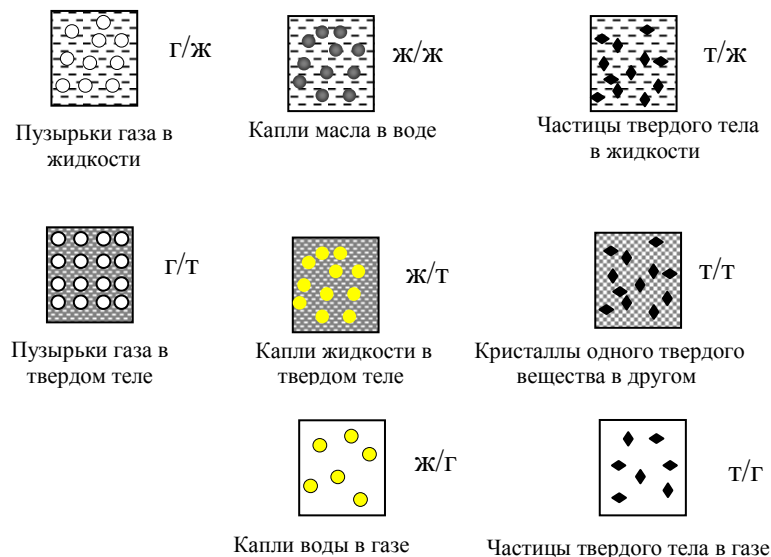 г/ж
Пузырьки газа в
жидкости
ж/ж
Капли масла в воде
т/ж
Частицы твердого тела
в жидкости
г/т
Пузырьки газа в
твердом теле
ж/т
Капли жидкости в
твердом теле
т/т
Кристаллы одного твердого
вещества в другом
ж/г
Капли воды в газе
т/г
Частицы твердого тела в газе